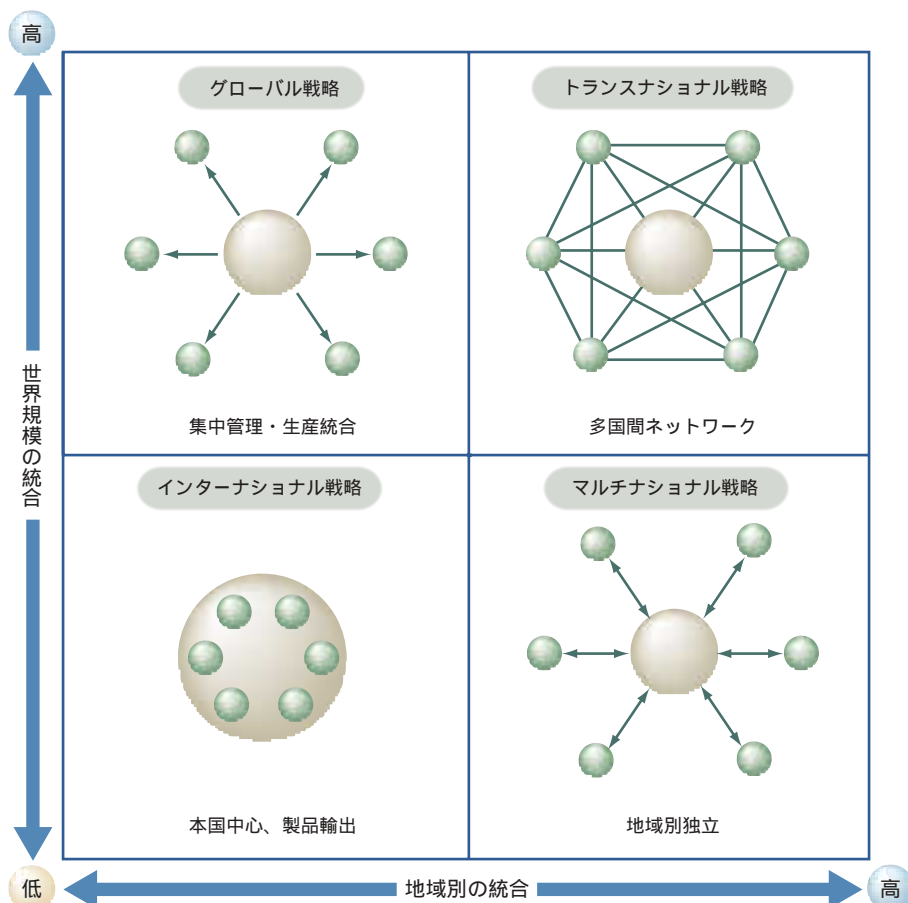 高
グローバル戦略
トランスナショナル戦略
集中管理・生産統合
多国間ネットワーク
世界規模の統合
インターナショナル戦略
マルチナショナル戦略
本国中心、製品輸出
地域別独立
低
地域別の統合
高